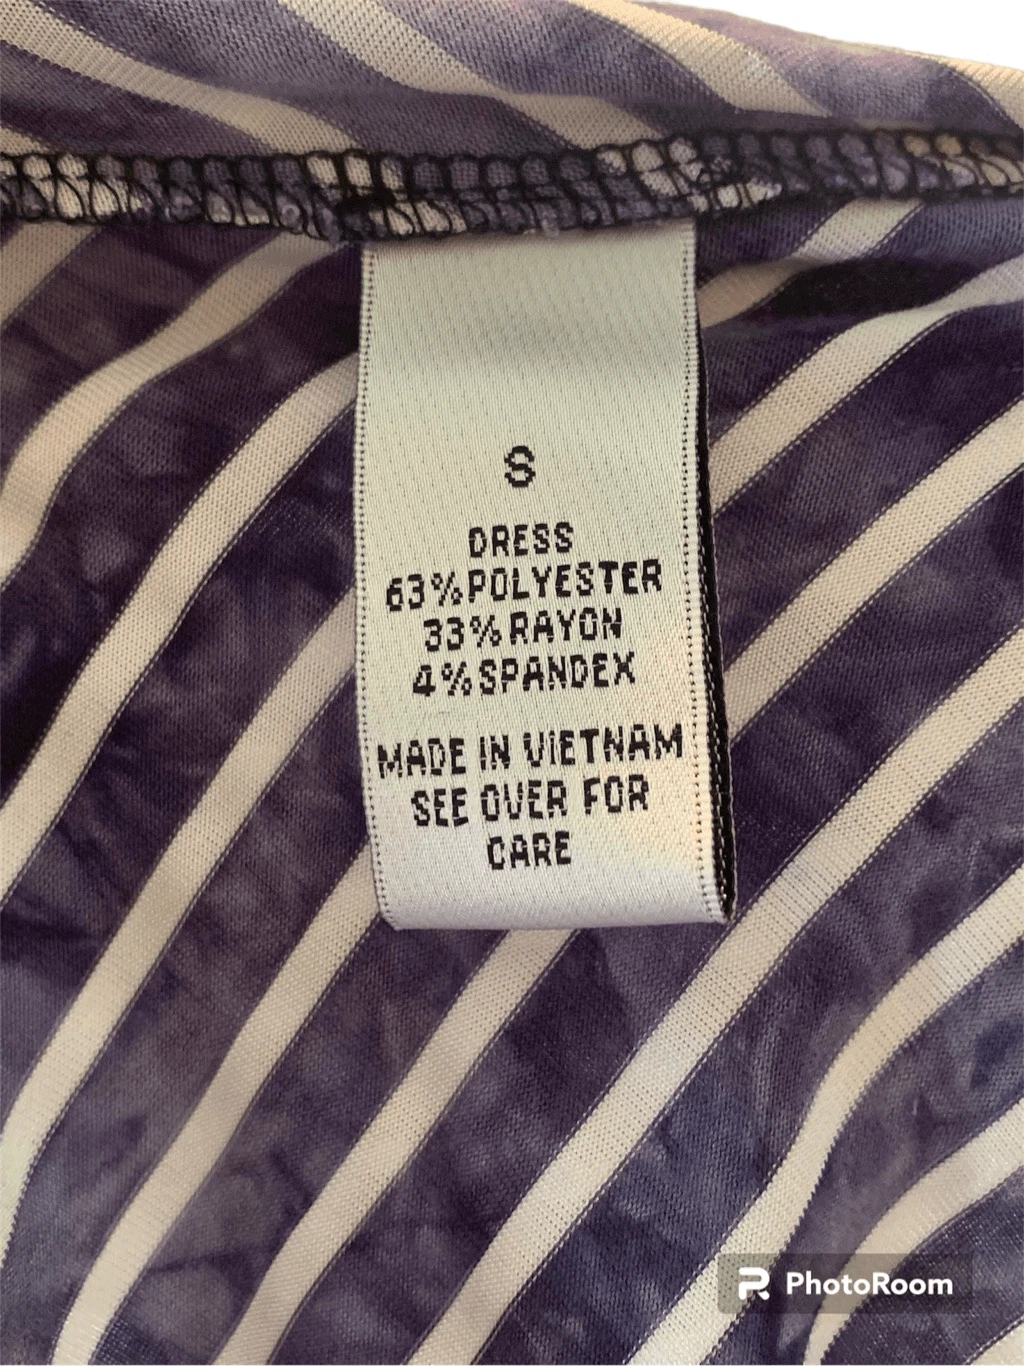 S
DRESS
63%POLYESTER
33%RAYON
4%SPANDEX
MADE IN VIETNAM
SEE OVER FOR
CARE
PhotoRoom